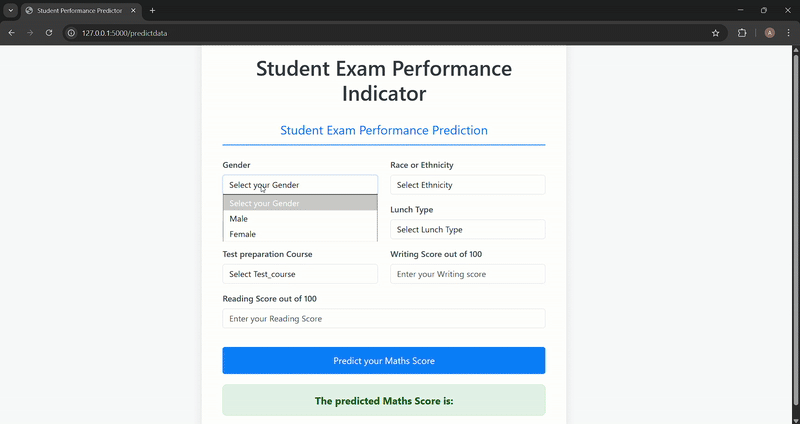 Student Performance Predictor
127.0.0.1:5000/predictdata
A
Student Exam Performance
Indicator
Student Exam Performance Prediction
Gender
Race or Ethnicity
Select your Gender
Select Ethnicity
Select your Gender
Male
Female
Lunch Type
Select Lunch Type
Test preparation Course
Writing Score out of 100
Select Test_course
Enter your Writing score
Reading Score out of 100
Enter your Reading Score
Predict your Maths Score
The predicted Maths Score is: